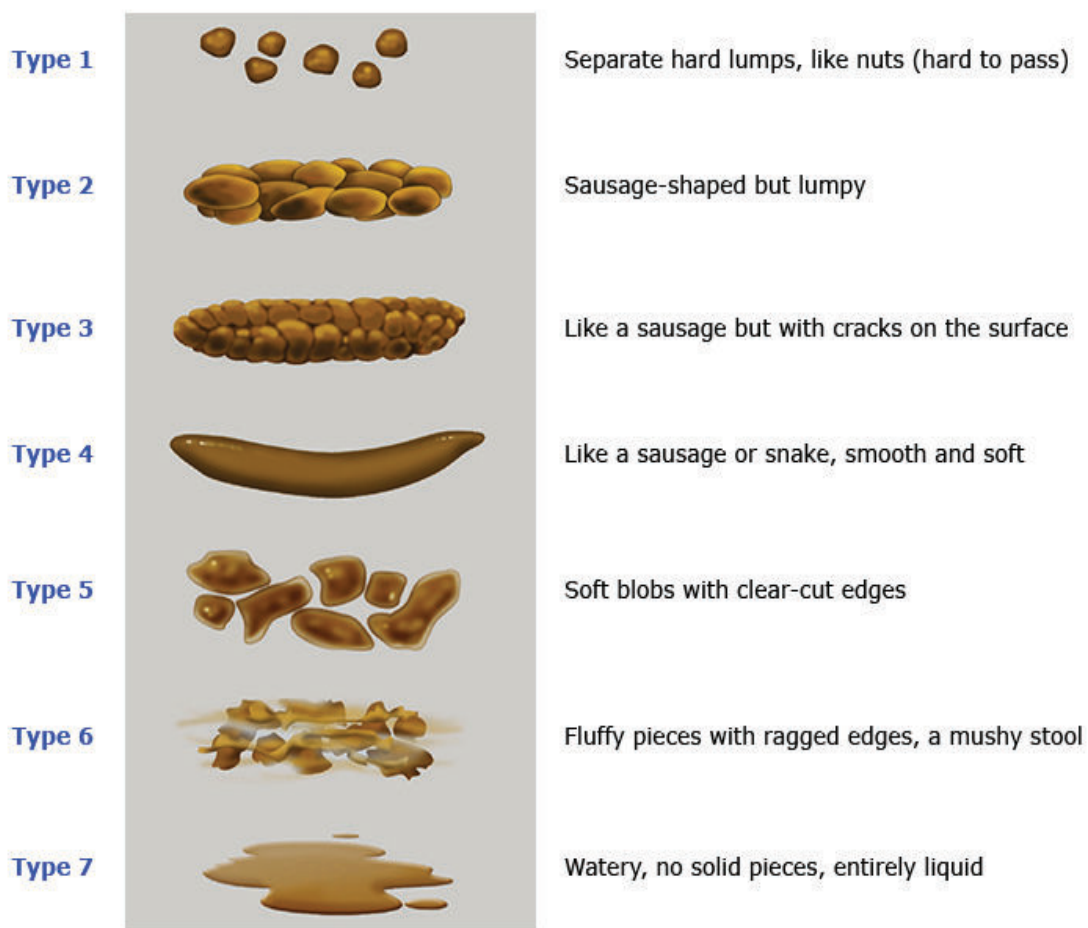 Type 1 Separate hard lumps, like nuts (hard to pass)
Type 2 Sausage-shaped but lumpy
Type 3 Like a sausage but with cracks on the surface
Type 4 Like a sausage or snake, smooth and soft
Type 5 Soft blobs with clear-cut edges
Type 6 Fluffy pieces with ragged edges, a mushy stool
Type 7 Watery, no solid pieces, entirely liquid